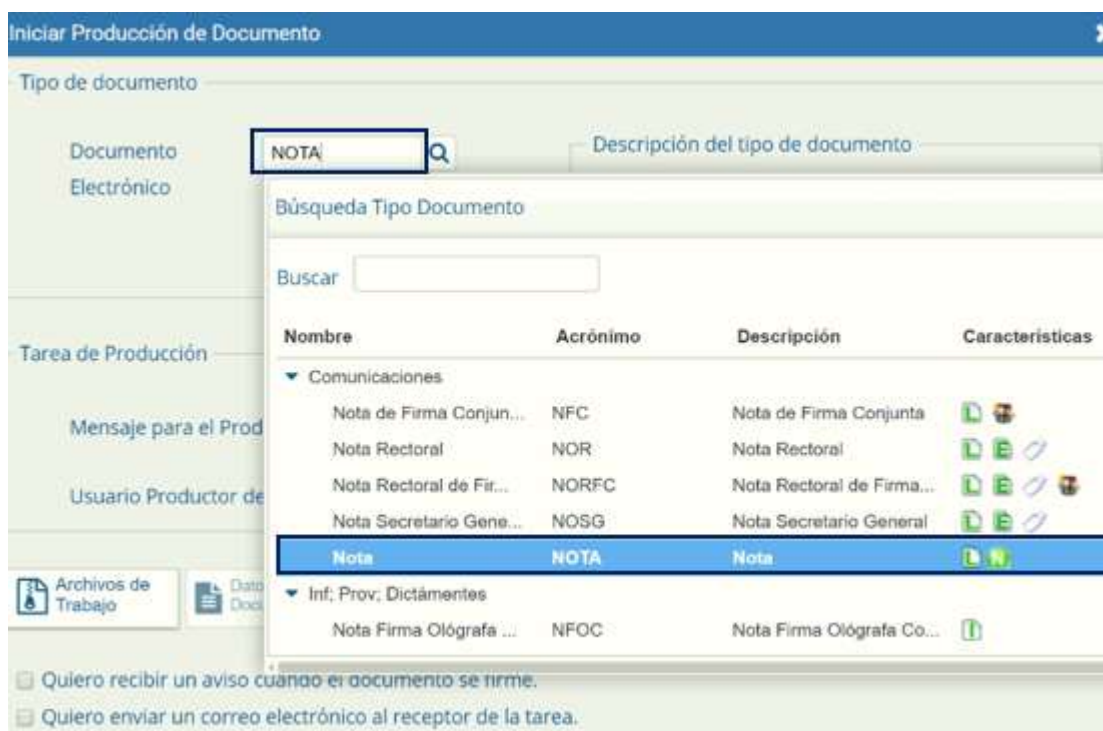 Iniciar Producción de Documento
Tipo de documento
Documento
Electrónico
NOTA
Descripción del tipo de documento
Búsqueda Tipo Documento
Buscar
Nombre Acrónimo Descripción Características
Comunicaciones
Nota de Firma Conjun... NFC Nota de Firma Conjunta
Nota Rectoral NOR Nota Rectoral
Nota Rectoral de Fir... NORFC Nota Rectoral de Firma...
Nota Secretario Gene... NOSG Nota Secretario General
Nota NOTA Nota
Inf; Prov; Dictámentes
Nota Firma Ológrafa ... NFOC Nota Firma Ológrafa Co...
Tarea de Producción
Mensaje para el Prod
Usuario Productor de
Archivos de
Trabajo
Dato
Docu
Quiero recibir un aviso cuando el documento se firme.
Quiero enviar un correo electrónico al receptor de la tarea.